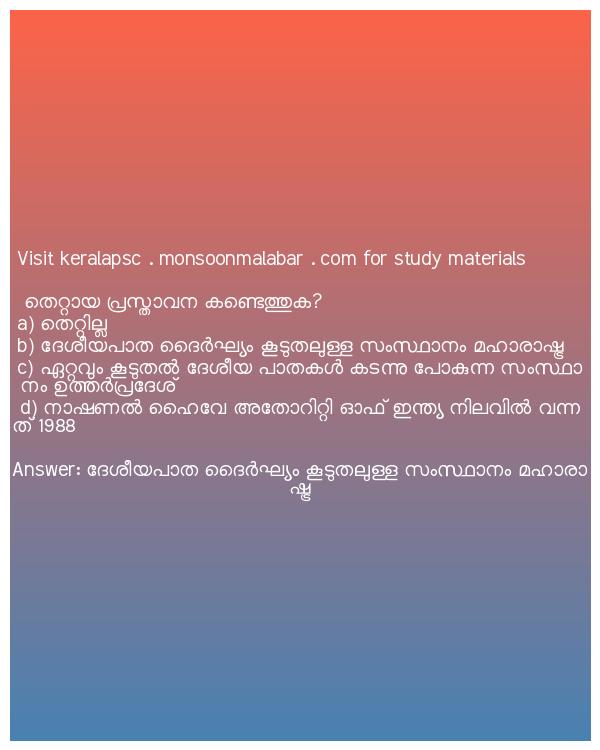 Visit keralapsc . monsoonmalabar . com for study materials
തെറ്റായ പ്രസ്താവന കണ്ടെത്തുക?
a) തെറ്റില്ല
b) ദേശീയപാത ദൈർഘ്യം കൂടുതലുള്ള സംസ്ഥാനം മഹാരാഷ്ട്ര
c) ഏറ്റവും കൂടുതൽ ദേശീയ പാതകൾ കടന്നു പോകുന്ന സംസ്ഥാ
നം ഉത്തർപ്രദേശ്
d) നാഷണൽ ഹൈവേ അതോറിറ്റി ഓഫ് ഇന്ത്യ നിലവിൽ വന്ന
ത് 1988
Answer: ദേശീയപാത ദൈർഘ്യം കൂടുതലുള്ള സംസ്ഥാനം മഹാരാ
ഷ്ട്ര